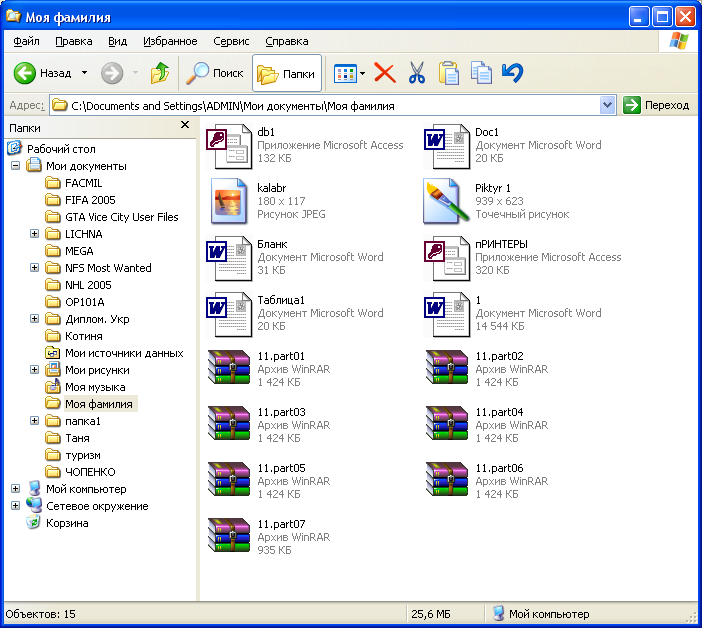 Моя фамилия
Файл Правка Вид Избранное Сервис Справка
Назад Поиск Папки
Адрес: C:\Documents and Settings\ADMIN\Мои документы\Моя фамилия Переход
Папки
Рабочий стол
Мои документы
FACMIL
FIFA 2005
GTA Vice City User Files
LICHNA
MEGA
NFS Most Wanted
NHL 2005
OP101A
Диплом. Укр
Котиня
Мои источники данных
Мои рисунки
Моя музыка
Моя фамилия
папка1
Таня
туризм
ЧОПЕНКО
Мой компьютер
Сетевое окружение
Корзина
db1
Приложение Microsoft Access
132 КБ
Doc1
Документ Microsoft Word
20 КБ
kalabr
180 x 117
Рисунок JPEG
Piktyr 1
939 x 623
Точечный рисунок
Бланк
Документ Microsoft Word
31 КБ
пРИНТЕРЫ
Приложение Microsoft Access
320 КБ
Таблица1
Документ Microsoft Word
20 КБ
1
Документ Microsoft Word
14 544 КБ
11.part01
Архив WinRAR
1 424 КБ
11.part02
Архив WinRAR
1 424 КБ
11.part03
Архив WinRAR
1 424 КБ
11.part04
Архив WinRAR
1 424 КБ
11.part05
Архив WinRAR
1 424 КБ
11.part06
Архив WinRAR
1 424 КБ
11.part07
Архив WinRAR
935 КБ
Объектов: 15 25,6 МБ Мой компьютер